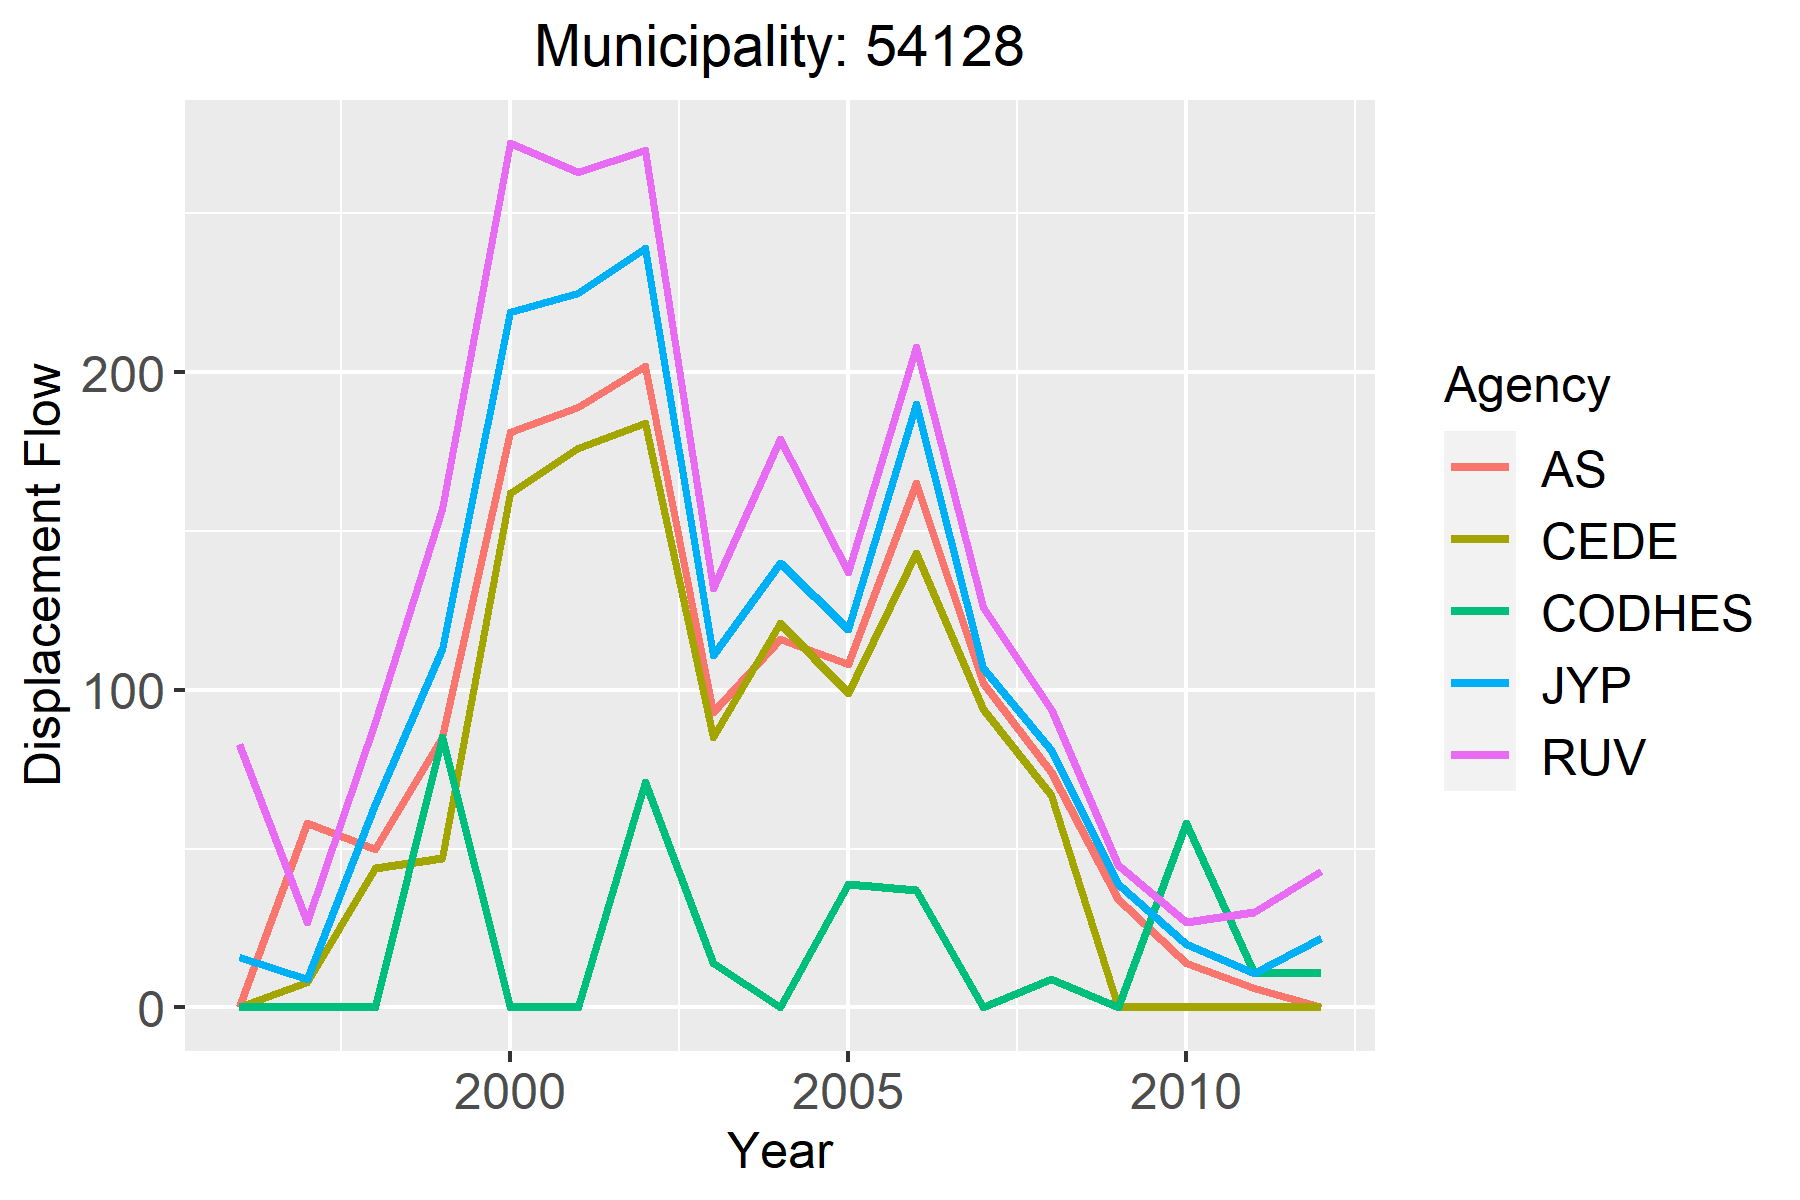 Municipality: 54128
Displacement Flow
200
100
0
2000
2005
2010
Year
Agency
AS
CEDE
CODHES
JYP
RUV